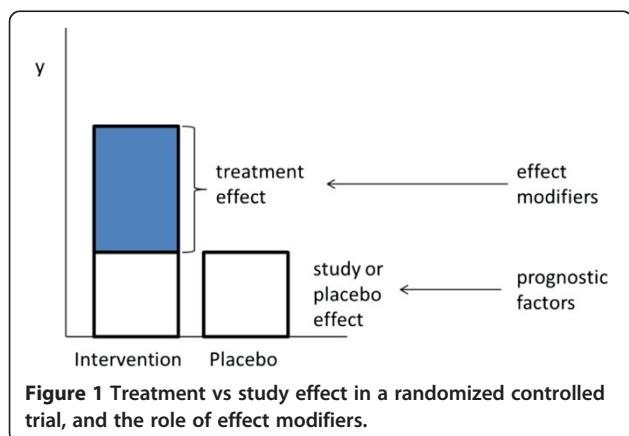 y
treatment
effect
effect
modifiers
study or
placebo
effect
prognostic
factors
Intervention Placebo
Figure 1 Treatment vs study effect in a randomized controlled
trial, and the role of effect modifiers.